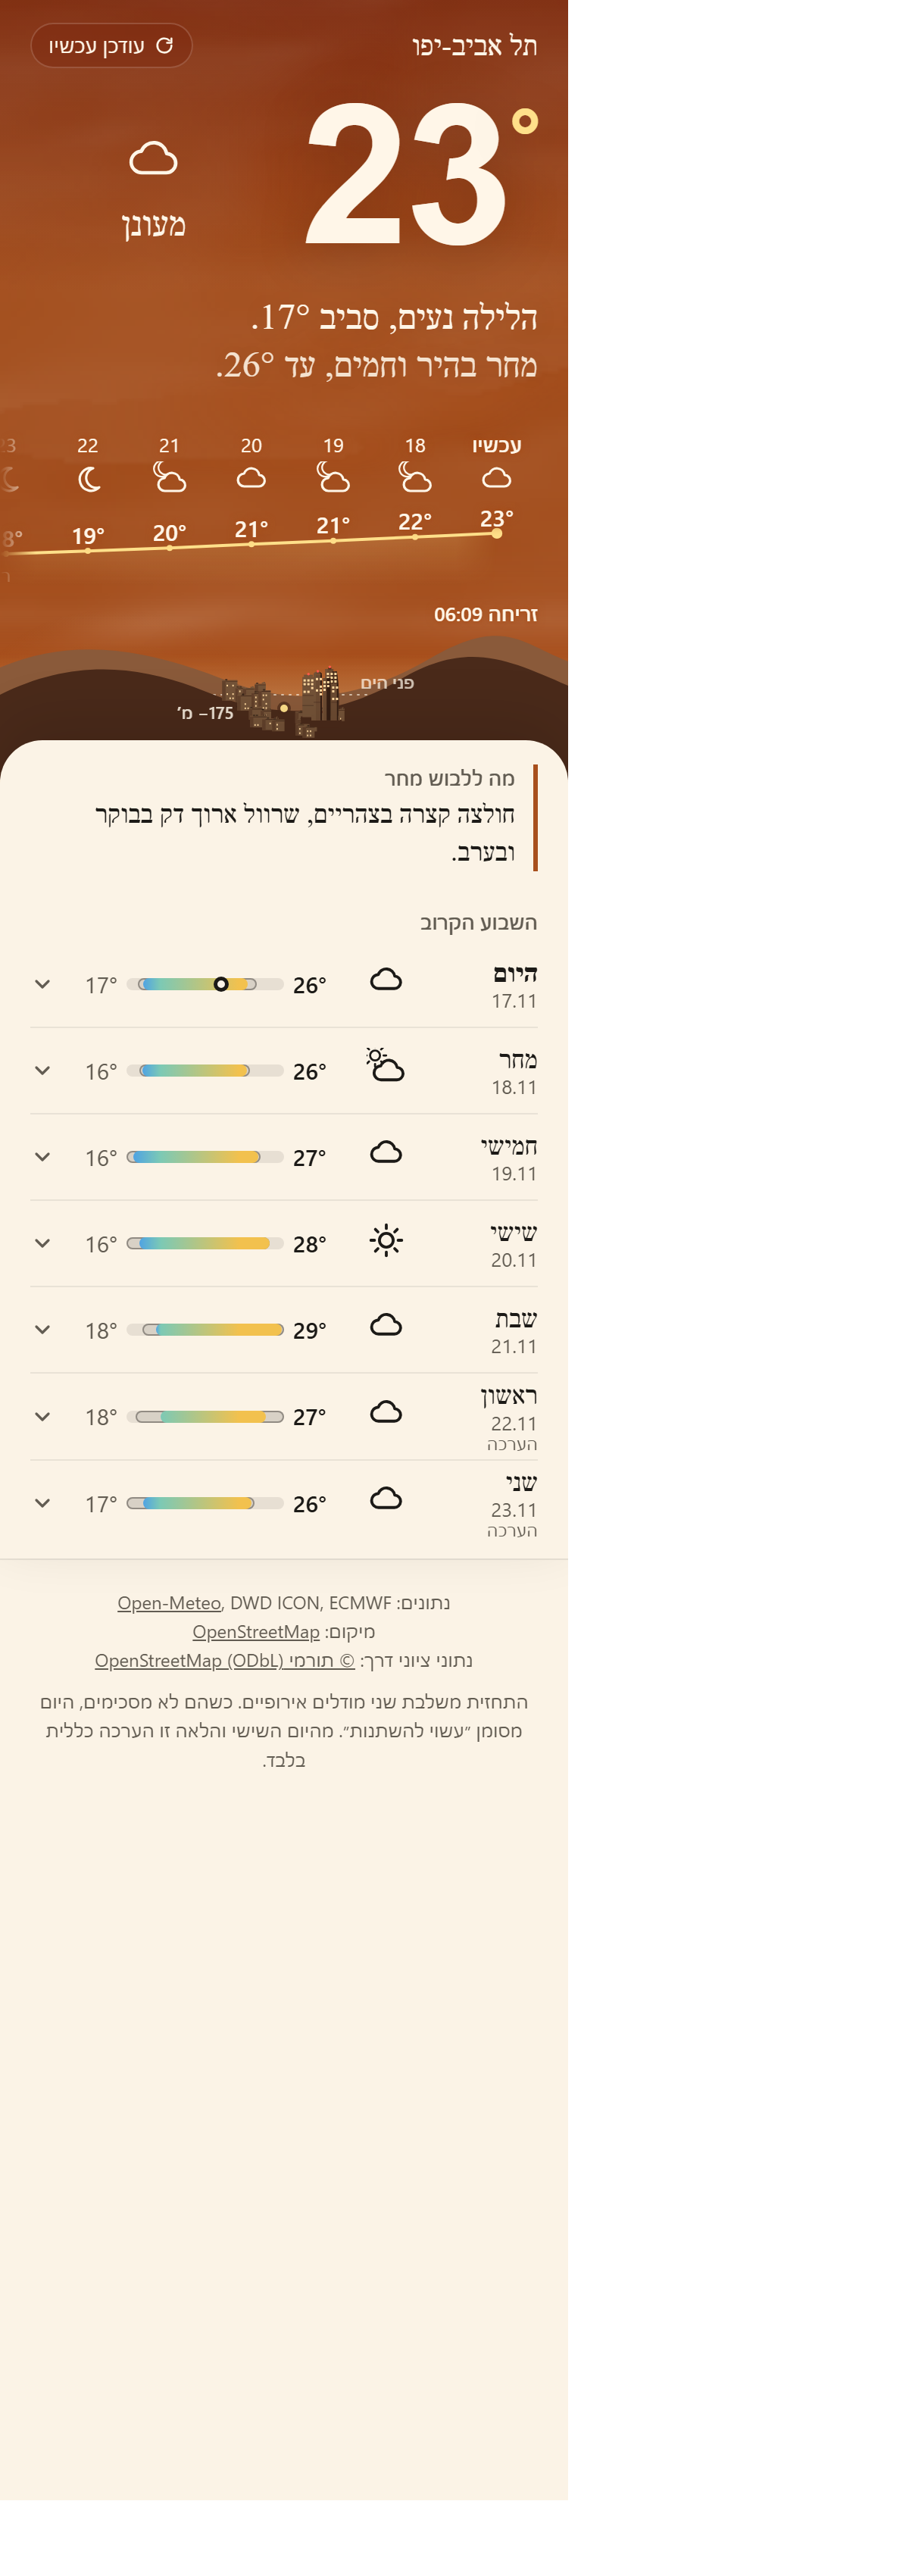 תל אביב-יפו
עודכן עכשיו
23°
מעונן
הלילה נעים, סביב 17°.
מחר בהיר וחמים, עד 26°.
עכשיו 18 19 20 21 22
23° 22° 21° 21° 20° 19°
זריחה 06:09
פני הים
−175 מ׳
מה ללבוש מחר
חולצה קצרה בצהריים, שרוול ארוך דק בבוקר
ובערב.
השבוע הקרוב
היום
26° 17°
17.11
מחר
26° 16°
18.11
חמישי
27° 16°
19.11
שישי
28° 16°
20.11
שבת
29° 18°
21.11
ראשון
27° 18°
22.11
הערכה
שני
26° 17°
23.11
הערכה
נתונים: Open-Meteo, DWD ICON, ECMWF
מיקום: OpenStreetMap
נתוני ציוני דרך: © תורמי OpenStreetMap (ODbL)
התחזית משלבת שני מודלים אירופיים. כשהם לא מסכימים, היום
מסומן ״עשוי להשתנות״. מהיום השישי והלאה זו הערכה כללית
בלבד.